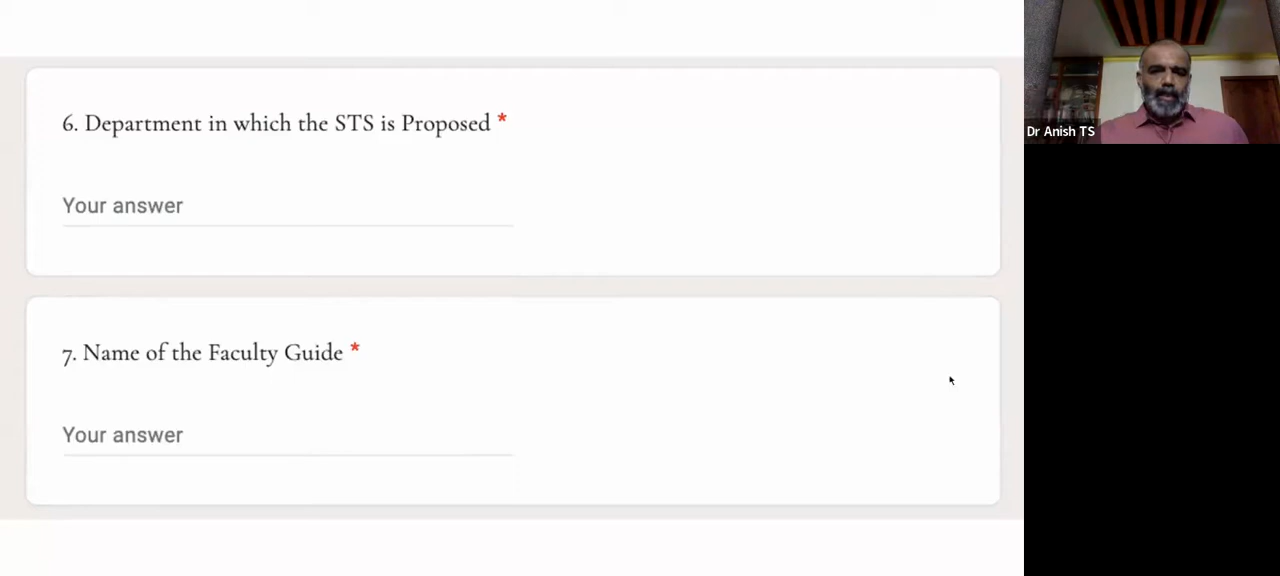 6. Department in which the STS is Proposed *
Your answer
7. Name of the Faculty Guide *
Your answer
Dr Anish TS